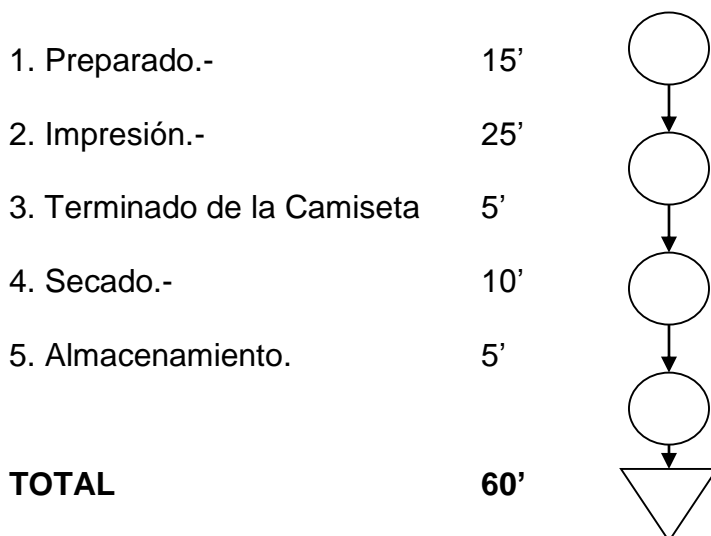 1. Preparado.- 15’
2. Impresión.- 25’
3. Terminado de la Camiseta 5’
4. Secado.- 10’
5. Almacenamiento. 5’
TOTAL 60’